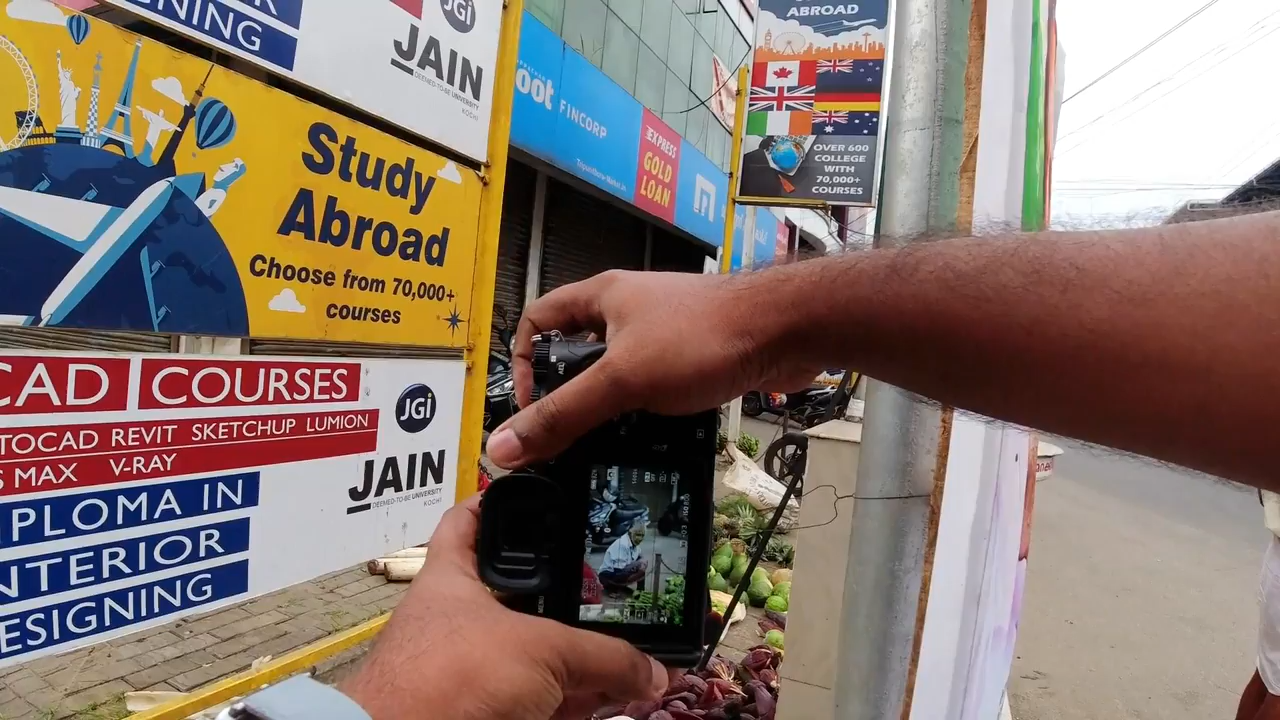 NING
JGi
JAIN
DEEMED-TO-BE UNIVERSITY
KOCHI
Study
Abroad
Choose from 70,000+
courses
CAD COURSES
TOCAD REVIT SKETCHUP LUMION
S MAX V-RAY
PLOMA IN
NTERIOR
ESIGNING
JGi
JAIN
DEEMED-TO-BE UNIVERSITY
KOCHI
oot FINCORP
EXPRESS
GOLD
LOAN
ABROAD
OVER 600
COLLEGE
WITH
70,000+
COURSES
MENU